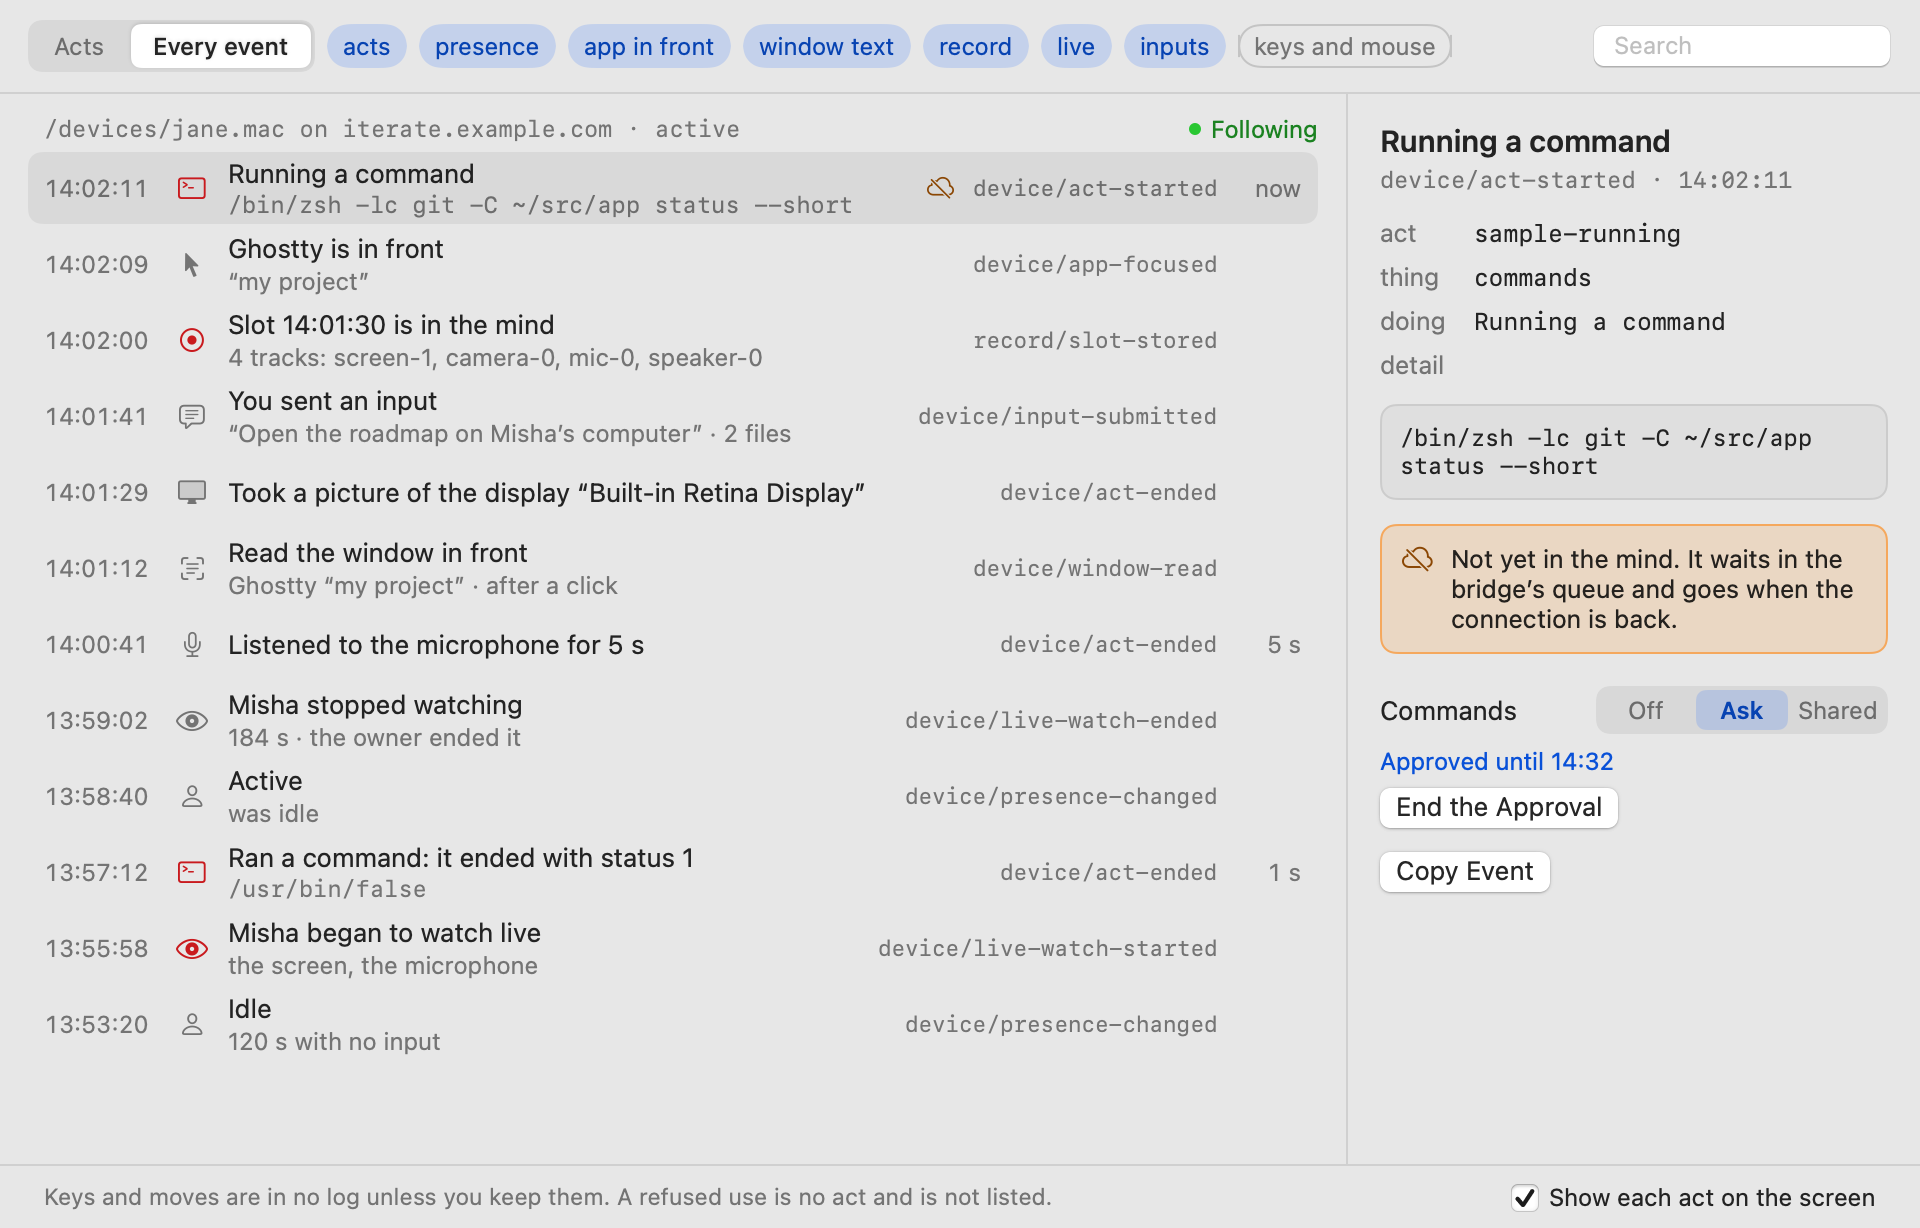 Acts Every event acts presence app in front window text record live inputs keys and mouse Search
/devices/jane.mac on iterate.example.com · active Following
14:02:11 Running a command device/act-started now
/bin/zsh -lc git -C ~/src/app status --short
14:02:09 Ghostty is in front device/app-focused
“my project”
14:02:00 Slot 14:01:30 is in the mind record/slot-stored
4 tracks: screen-1, camera-0, mic-0, speaker-0
14:01:41 You sent an input device/input-submitted
“Open the roadmap on Misha’s computer” · 2 files
14:01:29 Took a picture of the display “Built-in Retina Display” device/act-ended
14:01:12 Read the window in front device/window-read
Ghostty “my project” · after a click
14:00:41 Listened to the microphone for 5 s device/act-ended 5 s
13:59:02 Misha stopped watching device/live-watch-ended
184 s · the owner ended it
13:58:40 Active device/presence-changed
was idle
13:57:12 Ran a command: it ended with status 1 device/act-ended 1 s
/usr/bin/false
13:55:58 Misha began to watch live device/live-watch-started
the screen, the microphone
13:53:20 Idle device/presence-changed
120 s with no input
Running a command
device/act-started · 14:02:11
act sample-running
thing commands
doing Running a command
detail
/bin/zsh -lc git -C ~/src/app
status --short
Not yet in the mind. It waits in the
bridge’s queue and goes when the
connection is back.
Commands Off Ask Shared
Approved until 14:32
End the Approval
Copy Event
Keys and moves are in no log unless you keep them. A refused use is no act and is not listed. Show each act on the screen